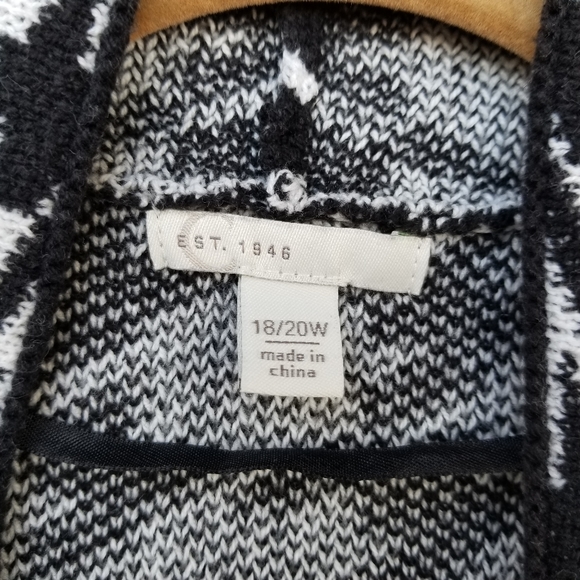 C
EST. 1946
18/20W
made in
china